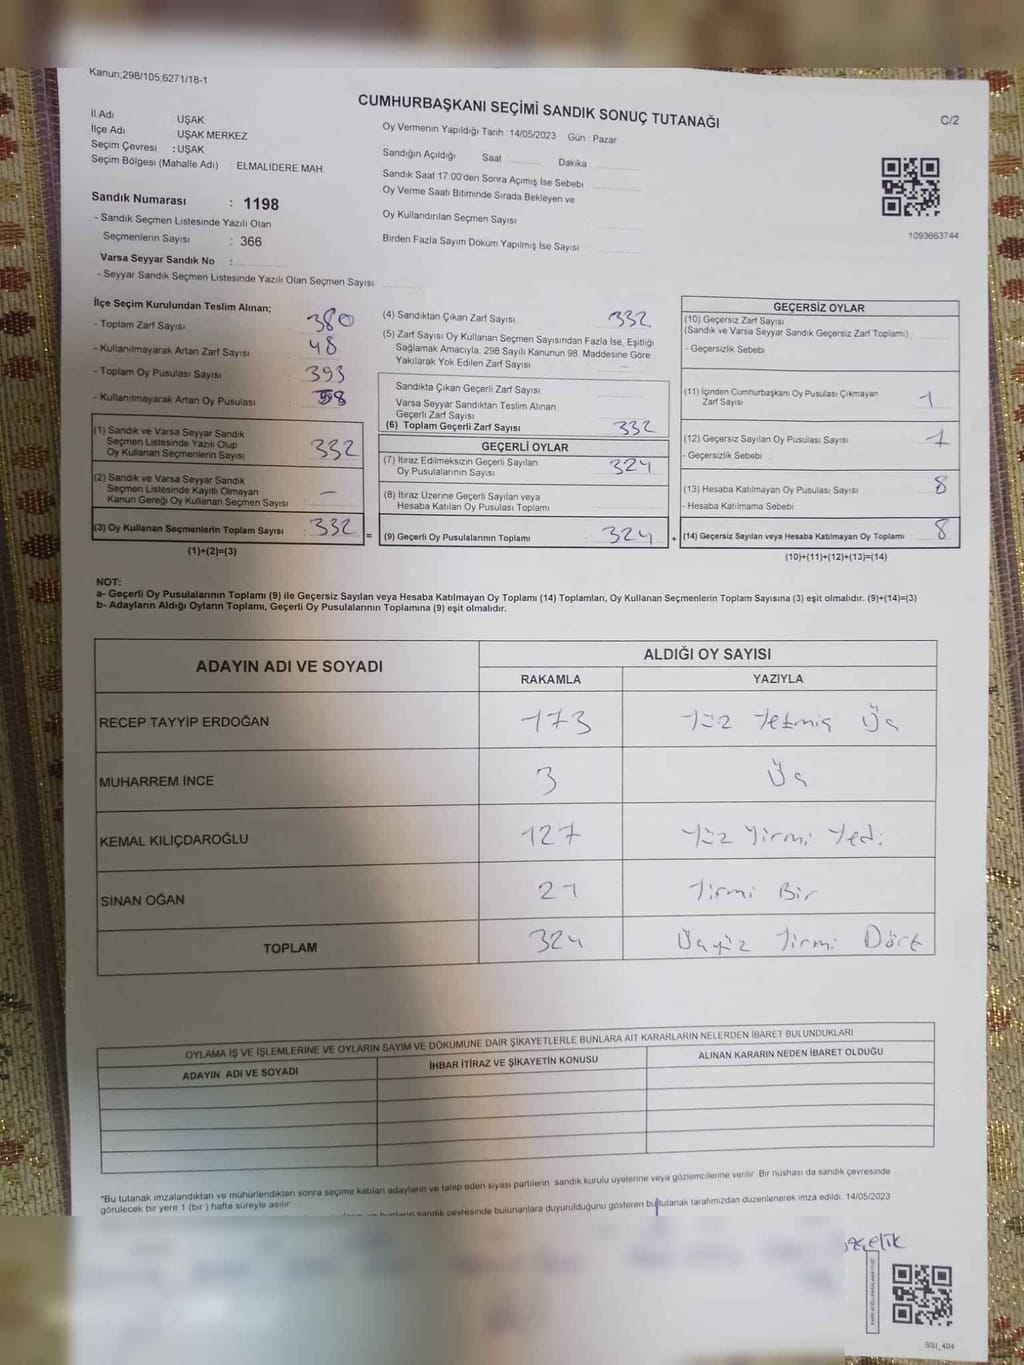 Kanun;298/105;6271/18-1
CUMHURBAŞKANI SEÇİMİ SANDIK SONUÇ TUTANAĞI
C/2
İl Adı : UŞAK
İlçe Adı : UŞAK MERKEZ
Seçim Çevresi : UŞAK
Seçim Bölgesi (Mahalle Adı) : ELMALIDERE MAH.
Sandık Numarası : 1198
- Sandık Seçmen Listesinde Yazılı Olan
Seçmenlerin Sayısı : 366
Varsa Seyyar Sandık No :
- Seyyar Sandık Seçmen Listesinde Yazılı Olan Seçmen Sayısı
Oy Vermenin Yapıldığı Tarih : 14/05/2023 Gün : Pazar
Sandığın Açıldığı Saat Dakika
Sandık Saat 17:00'den Sonra Açımış İse Sebebi
Oy Verme Saati Bitiminde Sırada Bekleyen ve
Oy Kullandırılan Seçmen Sayısı
Birden Fazla Sayım Döküm Yapılmış İse Sayısı
1093663744
İlçe Seçim Kurulundan Teslim Alınan;
- Toplam Zarf Sayısı : 380
- Kullanılmayarak Artan Zarf Sayısı : 48
- Toplam Oy Pusulası Sayısı : 393
- Kullanılmayarak Artan Oy Pusulası : 58
(1) Sandık ve Varsa Seyyar Sandık
Seçmen Listesinde Yazılı Olup
Oy Kullanan Seçmenlerin Sayısı 332
(2) Sandık ve Varsa Seyyar Sandık
Seçmen Listesinde Kayıtlı Olmayan
Kanun Gereği Oy Kullanan Seçmen Sayısı —
(3) Oy Kullanan Seçmenlerin Toplam Sayısı : 332
(1)+(2)=(3)
(4) Sandıktan Çıkan Zarf Sayısı 332
(5) Zarf Sayısı Oy Kullanan Seçmen Sayısından Fazla İse, Eşitliği
Sağlamak Amacıyla, 298 Sayılı Kanunun 98. Maddesine Göre
Yakılarak Yok Edilen Zarf Sayısı —
Sandıkta Çıkan Geçerli Zarf Sayısı
Varsa Seyyar Sandıktan Teslim Alınan
Geçerli Zarf Sayısı
(6) Toplam Geçerli Zarf Sayısı 332
GEÇERLİ OYLAR
(7) İtiraz Edilmeksizin Geçerli Sayılan
Oy Pusulalarının Sayısı 324
(8) İtiraz Üzerine Geçerli Sayılan veya
Hesaba Katılan Oy Pusulası Toplamı
= (9) Geçerli Oy Pusulalarının Toplamı : 324 +
GEÇERSİZ OYLAR
(10) Geçersiz Zarf Sayısı
(Sandık ve Varsa Seyyar Sandık Geçersiz Zarf Toplamı)
- Geçersizlik Sebebi
(11) İçinden Cumhurbaşkanı Oy Pusulası Çıkmayan
Zarf Sayısı 1
(12) Geçersiz Sayılan Oy Pusulası Sayısı 7
- Geçersizlik Sebebi :
(13) Hesaba Katılmayan Oy Pusulası Sayısı 8
- Hesaba Katılmama Sebebi
(14) Geçersiz Sayılan veya Hesaba Katılmayan Oy Toplamı : 8
(10)+(11)+(12)+(13)=(14)
NOT:
a- Geçerli Oy Pusulalarının Toplamı (9) ile Geçersiz Sayılan veya Hesaba Katılmayan Oy Toplamı (14) Toplamları, Oy Kullanan Seçmenlerin Toplam Sayısına (3) eşit olmalıdır. (9)+(14)=(3)
b- Adayların Aldığı Oyların Toplamı, Geçerli Oy Pusulalarının Toplamına (9) eşit olmalıdır.
ADAYIN ADI VE SOYADI ALDIĞI OY SAYISI
RAKAMLA YAZIYLA
RECEP TAYYİP ERDOĞAN 173 Yüz Yetmiş Üç
MUHARREM İNCE 3 Üç
KEMAL KILIÇDAROĞLU 127 Yüz Yirmi Yedi
SİNAN OĞAN 21 Yirmi Bir
TOPLAM 324 Üçyüz Yirmi Dört
OYLAMA İŞ VE İŞLEMLERİNE VE OYLARIN SAYIM VE DÖKÜMÜNE DAİR ŞİKAYETLERLE BUNLARA AİT KARARLARIN NELERDEN İBARET BULUNDUKLARI
ADAYIN ADI VE SOYADI İHBAR İTİRAZ VE ŞİKAYETİN KONUSU ALINAN KARARIN NEDEN İBARET OLDUĞU
*Bu tutanak imzalandıktan ve mühürlendikten sonra seçime katılan adayların ve talep eden siyasi partilerin sandık kurulu üyelerine veya gözlemcilerine verilir. Bir nüshası da sandık çevresinde
görülecek bir yere 1 (bir) hafta süreyle asılır.
sandık çevresinde bulunanlara duyurulduğunu gösteren bu tutanak tarafımızdan düzenlenerek imza edildi. 14/05/2023
SSI_404